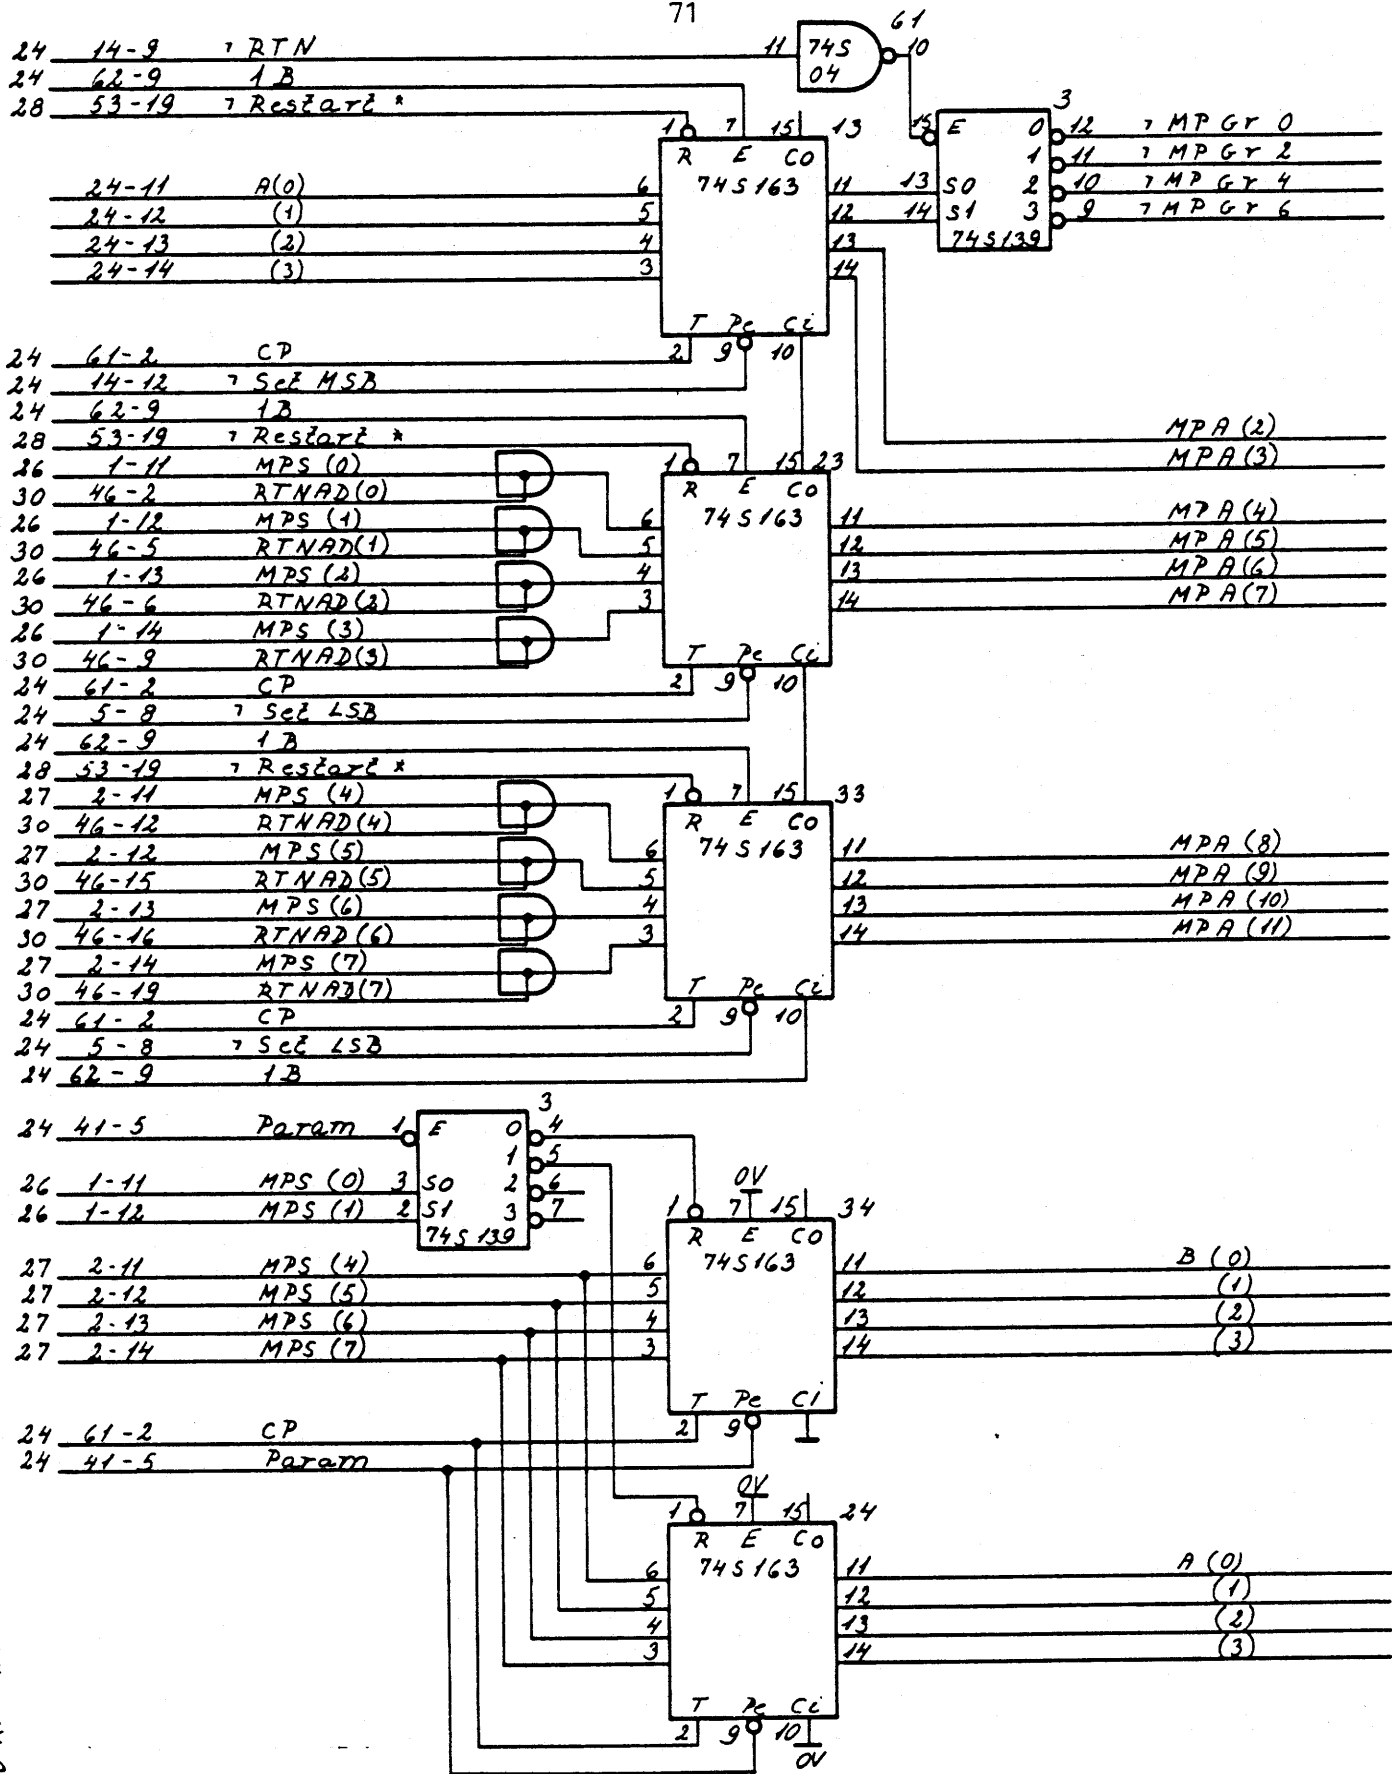 71
61
24 14-9 ┐ RTN 11 74S 10
24 62-9 1B 04
28 53-19 ┐ Restart *
3
1 7 15 13 15 E 0 12 ┐ MP Gr 0
R E CO 1 11 ┐ MP Gr 2
24-11 A(0) 6 74S163 11 13 S0 2 10 ┐ MP Gr 4
24-12 (1) 5 12 14 S1 3 9 ┐ MP Gr 6
24-13 (2) 4 13 74S139
24-14 (3) 3 14
T Pe Ci
24 61-2 CP 2 9 10
24 14-12 ┐ Set MSB
24 62-9 1B
28 53-19 ┐ Restart * MPA(2)
26 1-11 MPS(0) 1 7 15 23 MPA(3)
30 46-2 RTNAD(0) R E CO
26 1-12 MPS(1) 6 74S163 11 MPA(4)
30 46-5 RTNAD(1) 5 12 MPA(5)
26 1-13 MPS(2) 4 13 MPA(6)
30 46-6 RTNAD(2) 3 14 MPA(7)
26 1-14 MPS(3)
30 46-9 RTNAD(3) T Pe Ci
24 61-2 CP 2 9 10
24 5-8 ┐ Set LSB
24 62-9 1B
28 53-19 ┐ Restart *
27 2-11 MPS(4) 1 7 15 33
30 46-12 RTNAD(4) R E CO
27 2-12 MPS(5) 6 74S163 11 MPA(8)
30 46-15 RTNAD(5) 5 12 MPA(9)
27 2-13 MPS(6) 4 13 MPA(10)
30 46-16 RTNAD(6) 3 14 MPA(11)
27 2-14 MPS(7)
30 46-19 RTNAD(7) T Pe Ci
24 61-2 CP 2 9 10
24 5-8 ┐ Set LSB
24 62-9 1B
3
24 41-5 Param 1 E 0 4
1 5
26 1-11 MPS(0) 3 S0 2 6 0V
26 1-12 MPS(1) 2 S1 3 7 1 7 15 34
74S139 R E CO
27 2-11 MPS(4) 6 74S163 11 B(0)
27 2-12 MPS(5) 5 12 (1)
27 2-13 MPS(6) 4 13 (2)
27 2-14 MPS(7) 3 14 (3)
T Pe CI
24 61-2 CP 2 9
24 41-5 Param
0V
1 7 15 24
R E CO
6 74S163 11 A(0)
5 12 (1)
4 13 (2)
3 14 (3)
T Pe Ci
2 9 10
0V